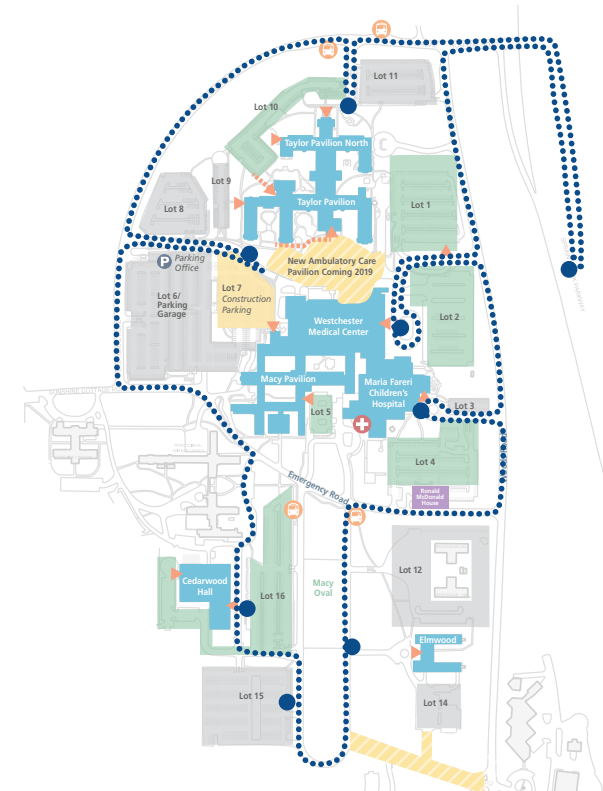 Lot 11
Lot 10
Taylor Pavilion North
Lot 9
Lot 1
Lot 8
Taylor Pavilion
P
Parking
Office
New Ambulatory Care
Pavilion Coming 2019
Lot 7
Construction
Parking
Lot 6/
Parking
Garage
Westchester
Medical Center
Lot 2
Macy Pavilion
Maria Fareri
Children's
Hospital
SUNSHINE COTTAGE
Lot 5
Lot 3
Lot 4
Emergency Road
Ronald
McDonald
House
Lot 12
Cedarwood
Hall
Macy
Oval
Lot 16
Elmwood
Lot 15
Lot 14